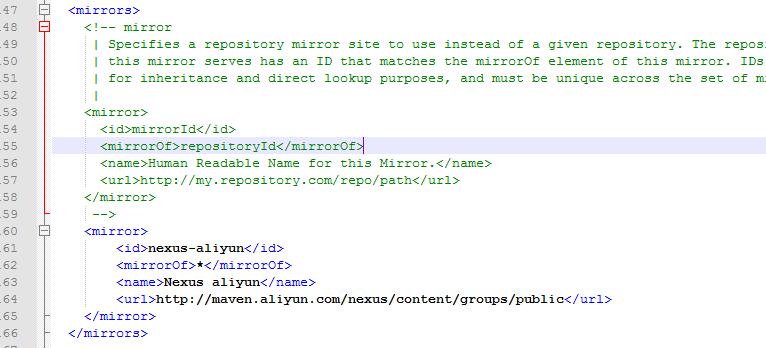 47 <mirrors>
48 <!-- mirror
49 | Specifies a repository mirror site to use instead of a given repository. The repos
50 | this mirror serves has an ID that matches the mirrorOf element of this mirror. IDs
51 | for inheritance and direct lookup purposes, and must be unique across the set of m
52 |
53 <mirror>
54 <id>mirrorId</id>
55 <mirrorOf>repositoryId</mirrorOf>
56 <name>Human Readable Name for this Mirror.</name>
57 <url>http://my.repository.com/repo/path</url>
58 </mirror>
59 -->
60 <mirror>
61 <id>nexus-aliyun</id>
62 <mirrorOf>*</mirrorOf>
63 <name>Nexus aliyun</name>
64 <url>http://maven.aliyun.com/nexus/content/groups/public</url>
65 </mirror>
66 </mirrors>